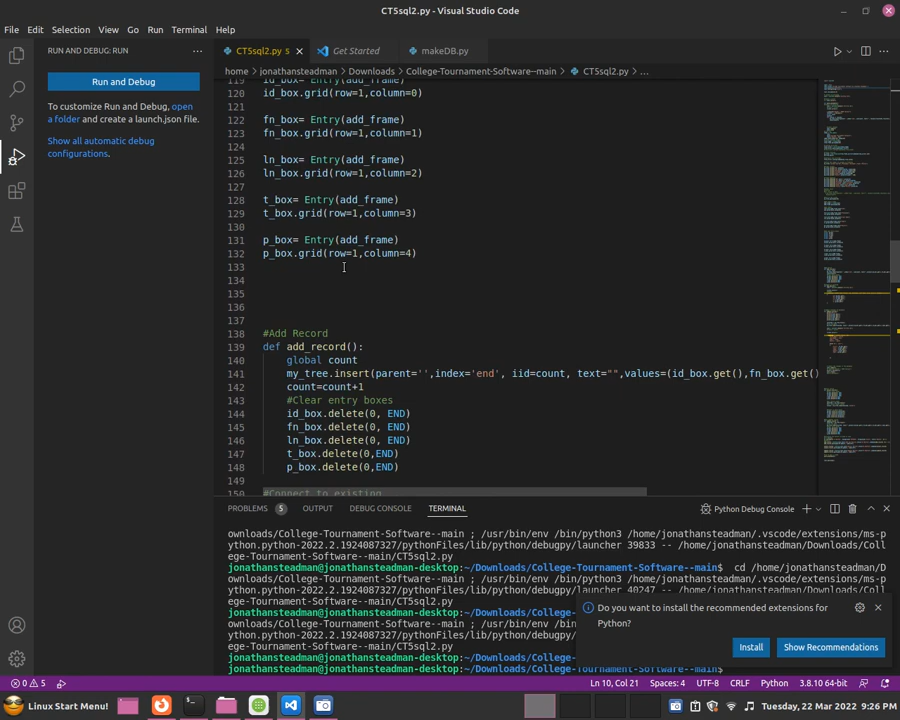 CT5sql2.py - Visual Studio Code
File Edit Selection View Go Run Terminal Help
RUN AND DEBUG: RUN
Run and Debug
To customize Run and Debug, open
a folder and create a launch.json file.
Show all automatic debug
configurations.
CT5sql2.py 5 Get Started makeDB.py
home > jonathansteadman > Downloads > College-Tournament-Software--main > CT5sql2.py > ...
119 id_box= Entry(add_frame)
120 id_box.grid(row=1,column=0)
121
122 fn_box= Entry(add_frame)
123 fn_box.grid(row=1,column=1)
124
125 ln_box= Entry(add_frame)
126 ln_box.grid(row=1,column=2)
127
128 t_box= Entry(add_frame)
129 t_box.grid(row=1,column=3)
130
131 p_box= Entry(add_frame)
132 p_box.grid(row=1,column=4)
133
134
135
136
137
138 #Add Record
139 def add_record():
140 global count
141 my_tree.insert(parent='',index='end', iid=count, text="",values=(id_box.get(),fn_box.get()
142 count=count+1
143 #Clear entry boxes
144 id_box.delete(0, END)
145 fn_box.delete(0, END)
146 ln_box.delete(0, END)
147 t_box.delete(0,END)
148 p_box.delete(0,END)
149
150 #Connect to existing
PROBLEMS 5 OUTPUT DEBUG CONSOLE TERMINAL Python Debug Console
ownloads/College-Tournament-Software--main ; /usr/bin/env /bin/python3 /home/jonathansteadman/.vscode/extensions/ms-p
ython.python-2022.2.1924087327/pythonFiles/lib/python/debugpy/launcher 39833 -- /home/jonathansteadman/Downloads/Coll
ege-Tournament-Software--main/CT5sql2.py
jonathansteadman@jonathansteadman-desktop:~/Downloads/College-Tournament-Software--main$ cd /home/jonathansteadman/D
ownloads/College-Tournament-Software--main ; /usr/bin/env /bin/python3 /home/jonathansteadman/.vscode/extensions/ms-p
ython.python-2022.2.1924087327/pythonFiles/lib/python/debugpy/launcher 40247 -- /home/jonathansteadman/Downloads/Coll
ege-Tournament-Software--main/CT5sql2.py
jonathansteadman@jonathansteadman-desktop:~/Downloads/College-
ownloads/College-Tournament-Software--main ; /usr/bin/env /bin
ython.python-2022.2.1924087327/pythonFiles/lib/python/debugpy/
ege-Tournament-Software--main/CT5sql2.py
jonathansteadman@jonathansteadman-desktop:~/Downloads/College-
jonathansteadman@jonathansteadman-desktop:~/Downloads/College-Tournament-Software--main$
Do you want to install the recommended extensions for
Python?
Install Show Recommendations
0 5 Ln 10, Col 21 Spaces: 4 UTF-8 CRLF Python 3.8.10 64-bit
Linux Start Menu! Tuesday, 22 Mar 2022 9:26 PM